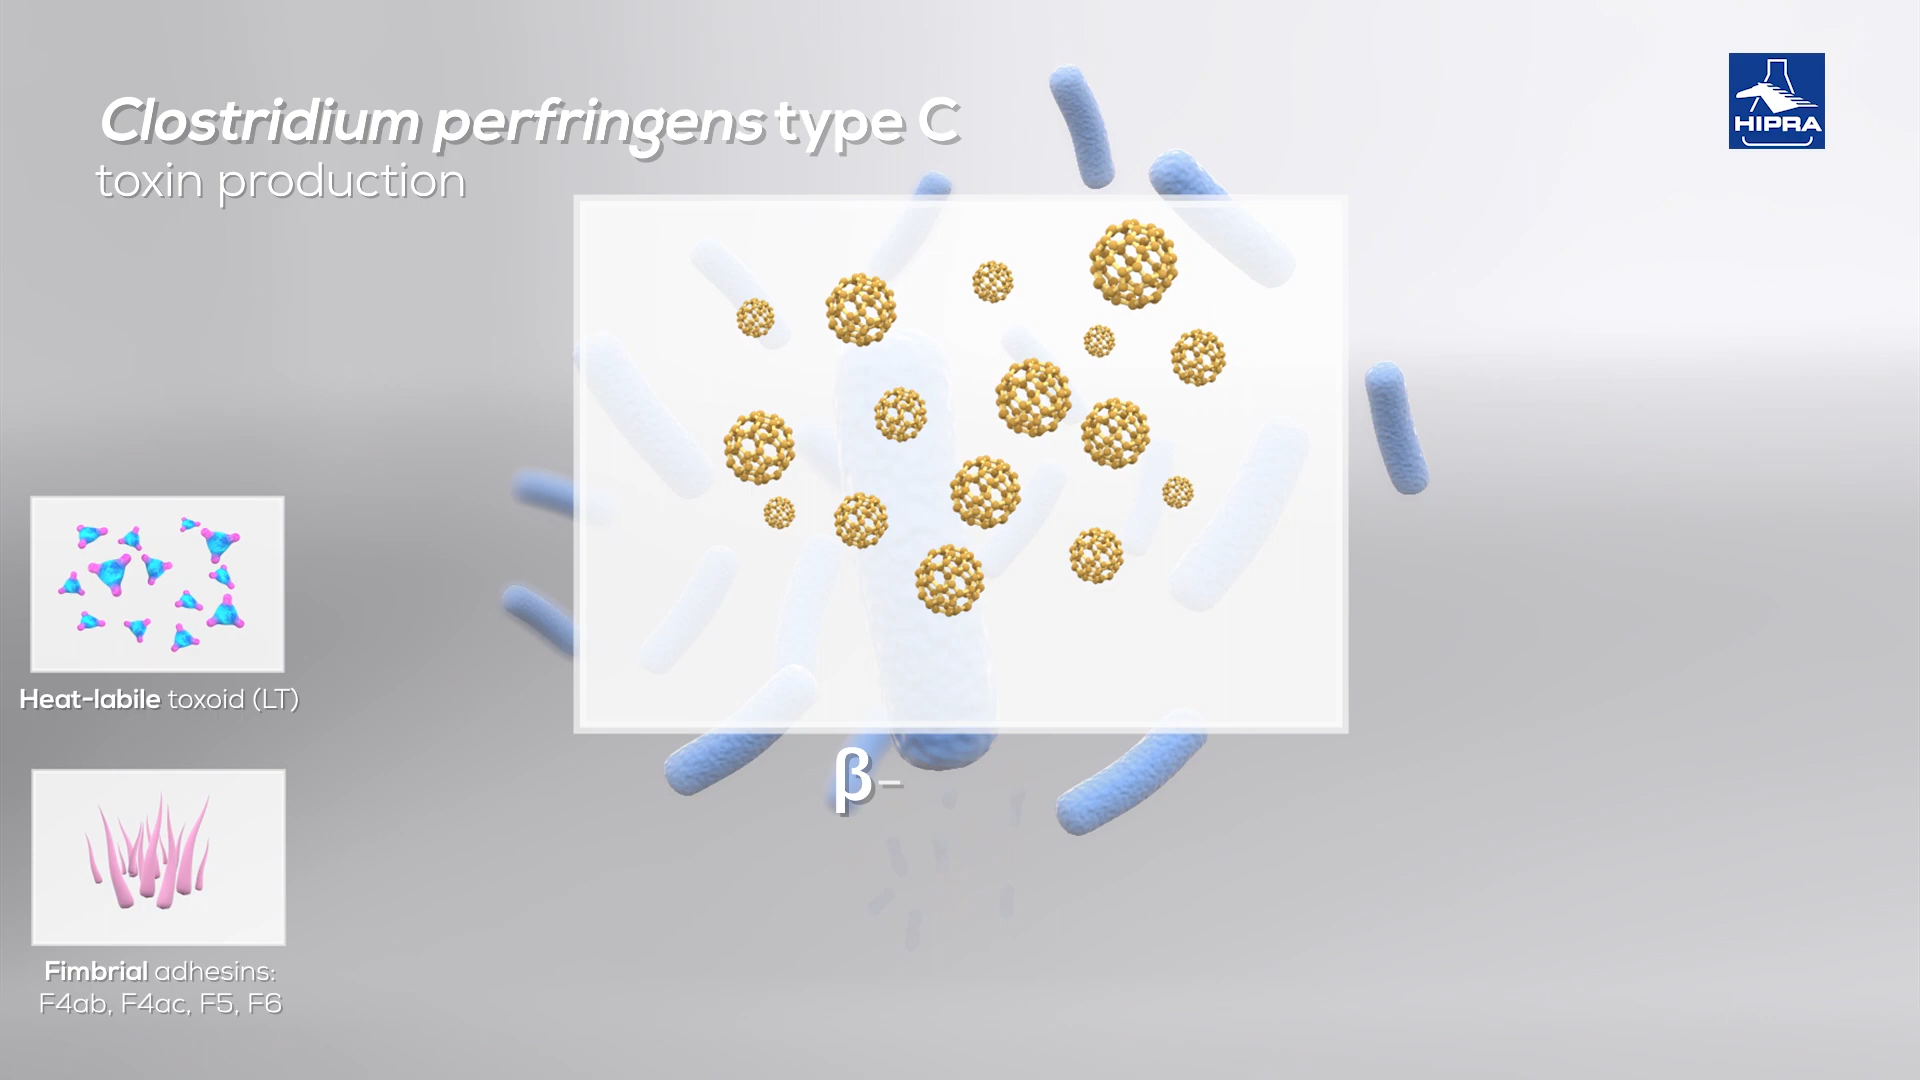 Clostridium perfringens type C
toxin production
HIPRA
Heat-labile toxoid (LT)
β-
Fimbrial adhesins:
F4ab, F4ac, F5, F6